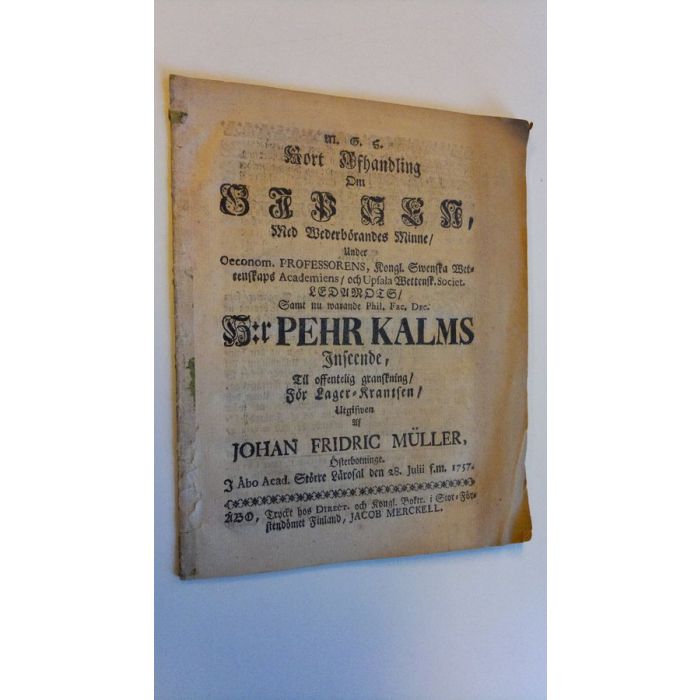 M. G. H.
Kort Afhandling
Om
GIPSEN,
Med Wederbörandes Minne/
Under
Oeconom. PROFESSORENS, Kongl. Swenska Wet-
tenskaps Academiens/ och Upsala Wettensk. Societ.
LEDAMOTS/
Samt nu warande Phil. Fac. Dec.
H:r PEHR KALMS
Inseende,
Til offentelig granskning/
För Lager-Krantsen/
Utgifwen
Af
JOHAN FRIDRIC MÜLLER,
Österbotninge.
I Åbo Acad. Större Lärosal den 28. Julii f.m. 1757.
ÅBO, Tryckt hos DIRECT. och Kongl. Boktr. i Stor-För-
stendömet Finland, JACOB MERCKELL.